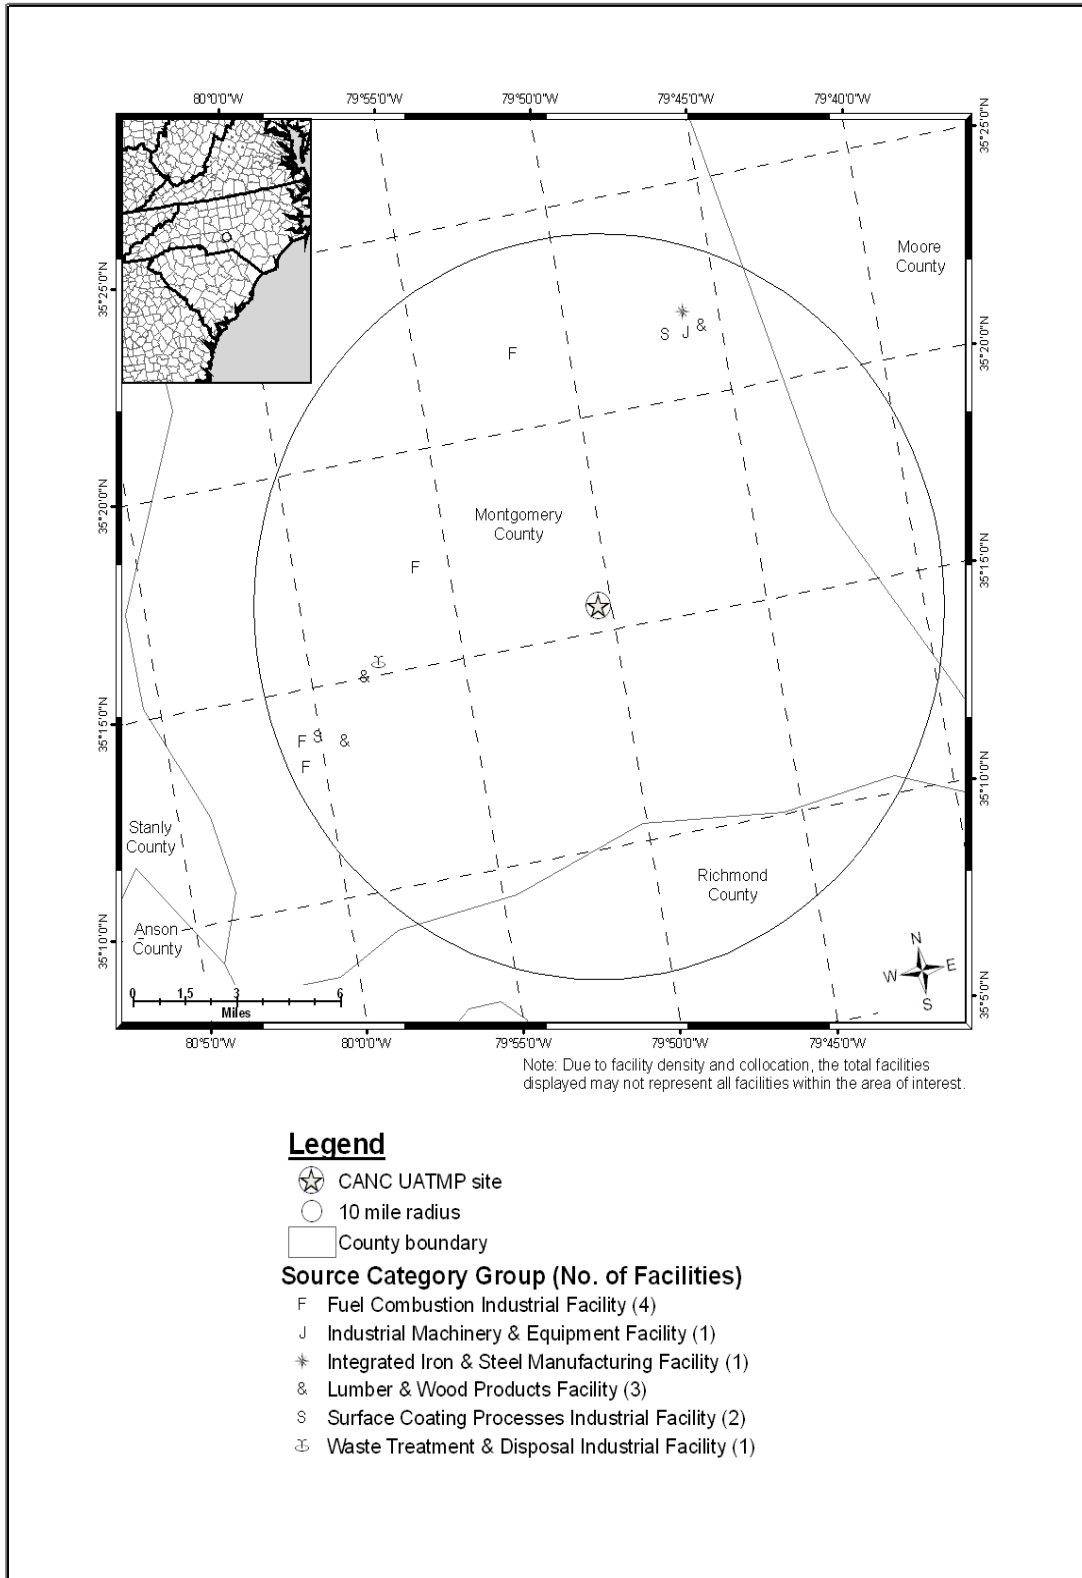 80°0'0"W 79°55'0"W 79°50'0"W 79°45'0"W 79°40'0"W
35°25'0"N
35°25'0"N
Moore
County
35°20'0"N
S J &
F
35°20'0"N
Montgomery
County
35°15'0"N
F
&
35°15'0"N
F S &
F
35°10'0"N
Stanly
County
Richmond
County
Anson
County
35°10'0"N
N
W E
S
35°5'0"N
0 1.5 3 6
Miles
80°5'0"W 80°0'0"W 79°55'0"W 79°50'0"W 79°45'0"W
Note: Due to facility density and collocation, the total facilities
displayed may not represent all facilities within the area of interest.
Legend
CANC UATMP site
10 mile radius
County boundary
Source Category Group (No. of Facilities)
F Fuel Combustion Industrial Facility (4)
J Industrial Machinery & Equipment Facility (1)
Integrated Iron & Steel Manufacturing Facility (1)
& Lumber & Wood Products Facility (3)
S Surface Coating Processes Industrial Facility (2)
Waste Treatment & Disposal Industrial Facility (1)